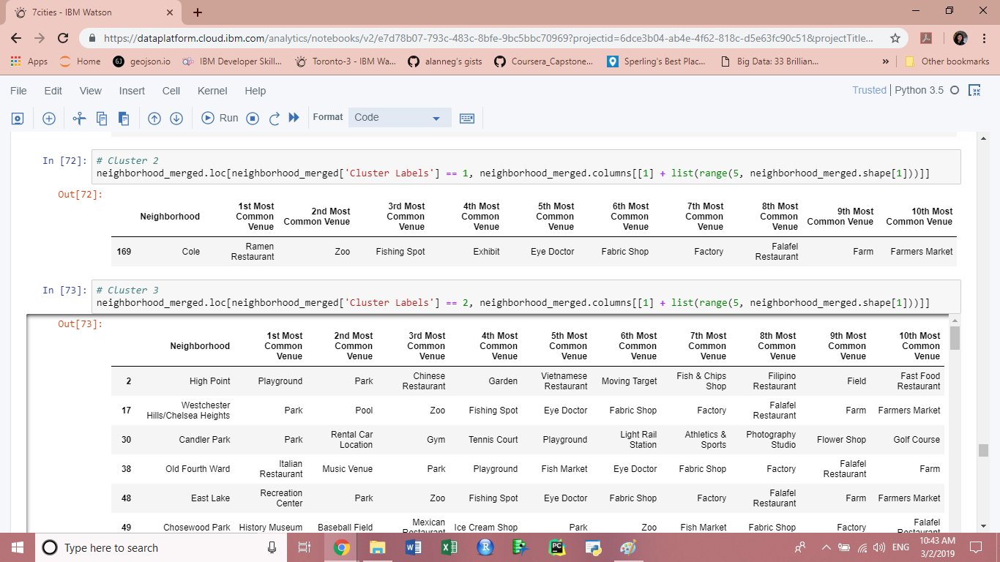 7cities - IBM Watson
https://dataplatform.cloud.ibm.com/analytics/notebooks/v2/e7d78b07-793c-483c-8bfe-9bc5bbc70969?projectid=6dce3b04-ab4e-4f62-818c-d5e63fc90c51&projectTitle...
Apps Home geojson.io IBM Developer Skill... Toronto-3 - IBM Wa... alanneg's gists Coursera_Capstone... Sperling's Best Plac... Big Data: 33 Brillian... » Other bookmarks
File Edit View Insert Cell Kernel Help Trusted | Python 3.5
Run Format Code
In [72]: # Cluster 2
neighborhood_merged.loc[neighborhood_merged['Cluster Labels'] == 1, neighborhood_merged.columns[[1] + list(range(5, neighborhood_merged.shape[1]))]]
Out[72]:
Neighborhood 1st Most Common Venue 2nd Most Common Venue 3rd Most Common Venue 4th Most Common Venue 5th Most Common Venue 6th Most Common Venue 7th Most Common Venue 8th Most Common Venue 9th Most Common Venue 10th Most Common Venue
169 Cole Ramen Restaurant Zoo Fishing Spot Exhibit Eye Doctor Fabric Shop Factory Falafel Restaurant Farm Farmers Market
In [73]: # Cluster 3
neighborhood_merged.loc[neighborhood_merged['Cluster Labels'] == 2, neighborhood_merged.columns[[1] + list(range(5, neighborhood_merged.shape[1]))]]
Out[73]:
Neighborhood 1st Most Common Venue 2nd Most Common Venue 3rd Most Common Venue 4th Most Common Venue 5th Most Common Venue 6th Most Common Venue 7th Most Common Venue 8th Most Common Venue 9th Most Common Venue 10th Most Common Venue
2 High Point Playground Park Chinese Restaurant Garden Vietnamese Restaurant Moving Target Fish & Chips Shop Filipino Restaurant Field Fast Food Restaurant
17 Westchester Hills/Chelsea Heights Park Pool Zoo Fishing Spot Eye Doctor Fabric Shop Factory Falafel Restaurant Farm Farmers Market
30 Candler Park Park Rental Car Location Gym Tennis Court Playground Light Rail Station Athletics & Sports Photography Studio Flower Shop Golf Course
38 Old Fourth Ward Italian Restaurant Music Venue Park Playground Fish Market Eye Doctor Fabric Shop Factory Falafel Restaurant Farm
48 East Lake Recreation Center Park Zoo Fishing Spot Eye Doctor Fabric Shop Factory Falafel Restaurant Farm Farmers Market
49 Chosewood Park History Museum Baseball Field Mexican Restaurant Ice Cream Shop Park Zoo Fish Market Fabric Shop Factory Falafel Restaurant
Type here to search ENG 10:43 AM
3/2/2019